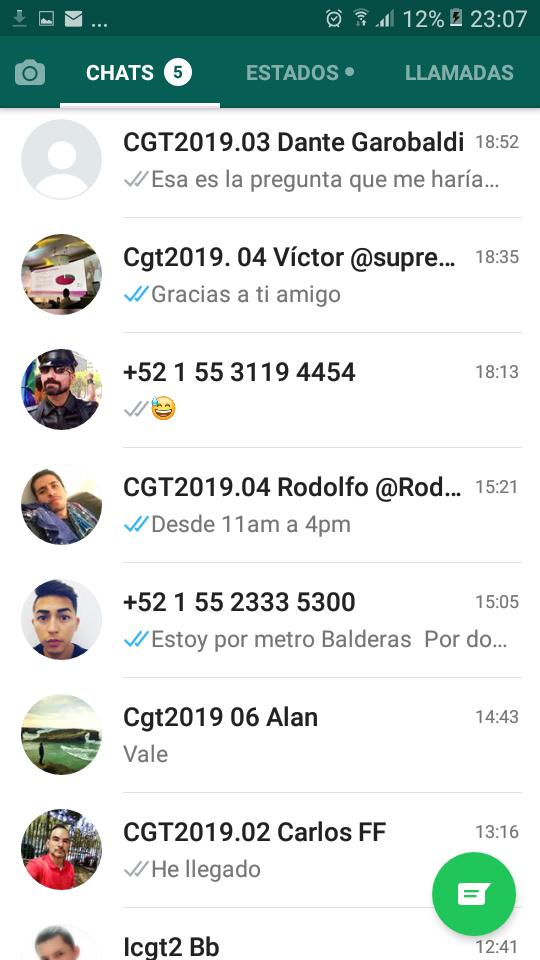 ... 12% 23:07
CHATS 5 ESTADOS LLAMADAS
CGT2019.03 Dante Garobaldi 18:52
Esa es la pregunta que me haría...
Cgt2019. 04 Víctor @supre... 18:35
Gracias a ti amigo
+52 1 55 3119 4454 18:13
😅
CGT2019.04 Rodolfo @Rod... 15:21
Desde 11am a 4pm
+52 1 55 2333 5300 15:05
Estoy por metro Balderas Por do...
Cgt2019 06 Alan 14:43
Vale
CGT2019.02 Carlos FF 13:16
He llegado
Icgt2 Bb 12:41